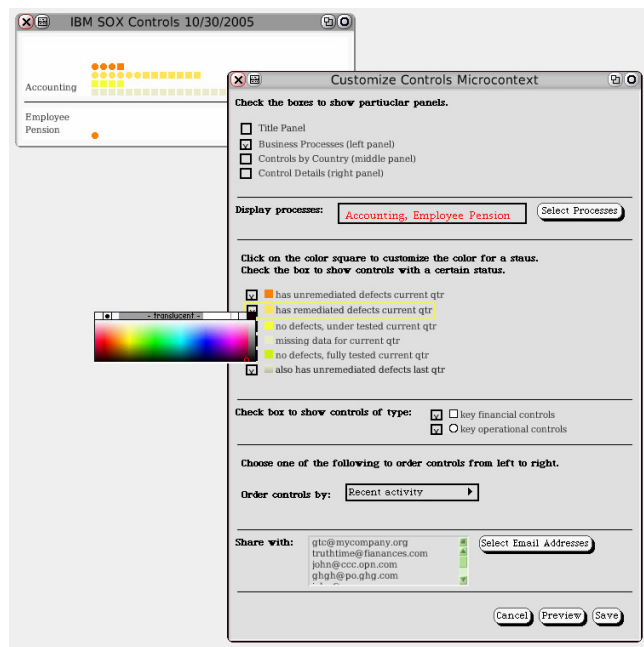 IBM SOX Controls 10/30/2005
Accounting
Employee
Pension
Customize Controls Microcontext
Check the boxes to show partiuclar panels.
Title Panel
Business Processes (left panel)
Controls by Country (middle panel)
Control Details (right panel)
Display processes:
Accounting, Employee Pension
Select Processes
Click on the color square to customize the color for a staus.
Check the box to show controls with a certain status.
has unremediated defects current qtr
has remediated defects current qtr
- translucent -
no defects, under tested current qtr
missing data for current qtr
no defects, fully tested current qtr
also has unremediated defects last qtr
Check box to show controls of type:
key financial controls
key operational controls
Choose one of the following to order controls from left to right.
Order controls by:
Recent activity
Share with:
gtc@mycompany.org
truthtime@fianances.com
john@ccc.opn.com
ghgh@po.ghg.com
Select Email Addresses
Cancel
Preview
Save